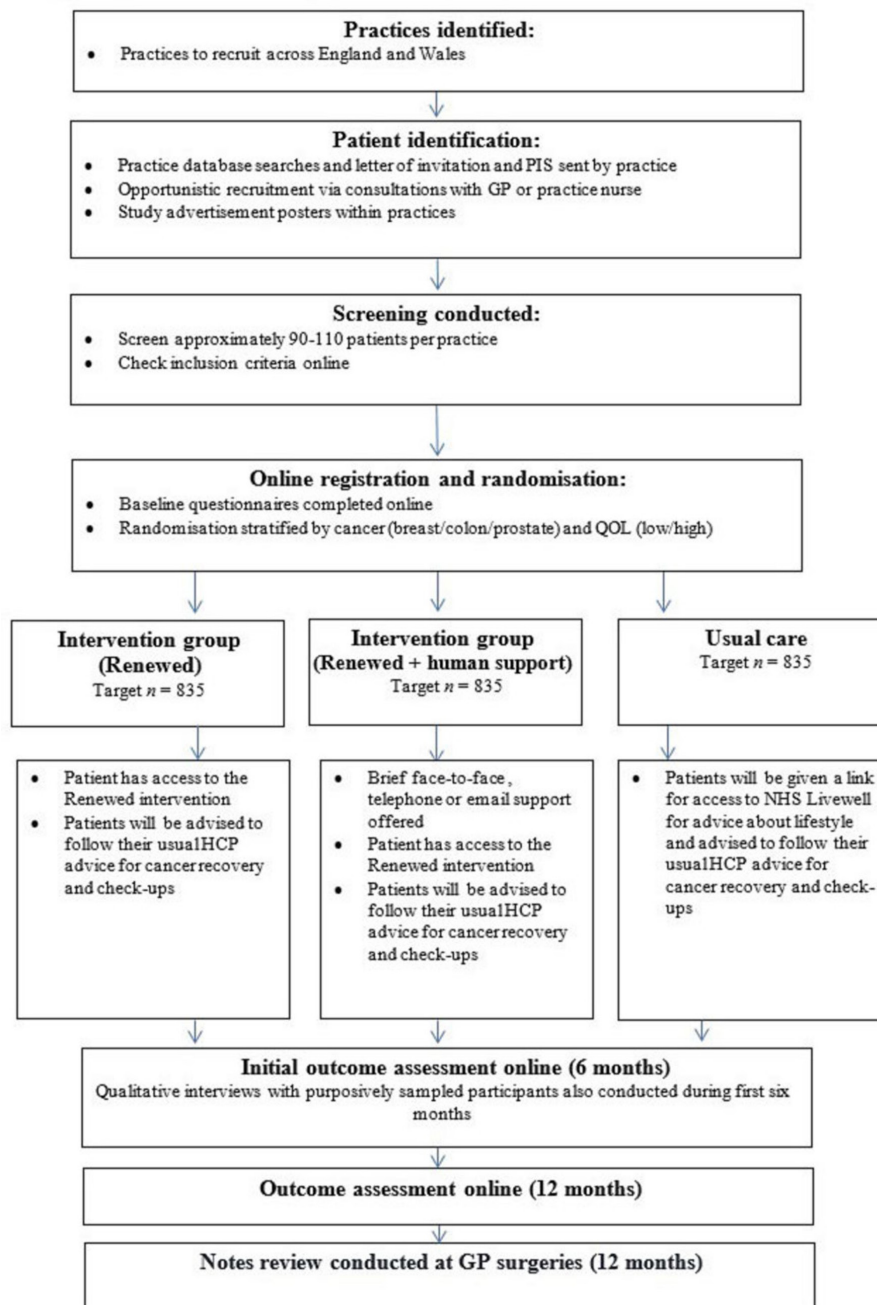 Practices identified:
• Practices to recruit across England and Wales
Patient identification:
• Practice database searches and letter of invitation and PIS sent by practice
• Opportunistic recruitment via consultations with GP or practice nurse
• Study advertisement posters within practices
Screening conducted:
• Screen approximately 90-110 patients per practice
• Check inclusion criteria online
Online registration and randomisation:
• Baseline questionnaires completed online
• Randomisation stratified by cancer (breast/colon/prostate) and QOL (low/high)
Intervention group
(Renewed)
Target n = 835
Intervention group
(Renewed + human support)
Target n = 835
Usual care
Target n = 835
• Patient has access to the
Renewed intervention
• Patients will be advised to
follow their usual HCP
advice for cancer recovery
and check-ups
• Brief face-to-face,
telephone or email support
offered
• Patient has access to the
Renewed intervention
• Patients will be advised to
follow their usual HCP
advice for cancer recovery
and check-ups
• Patients will be given a link
for access to NHS Livewell
for advice about lifestyle
and advised to follow their
usual HCP advice for
cancer recovery and check-
ups
Initial outcome assessment online (6 months)
Qualitative interviews with purposively sampled participants also conducted during first six
months
Outcome assessment online (12 months)
Notes review conducted at GP surgeries (12 months)